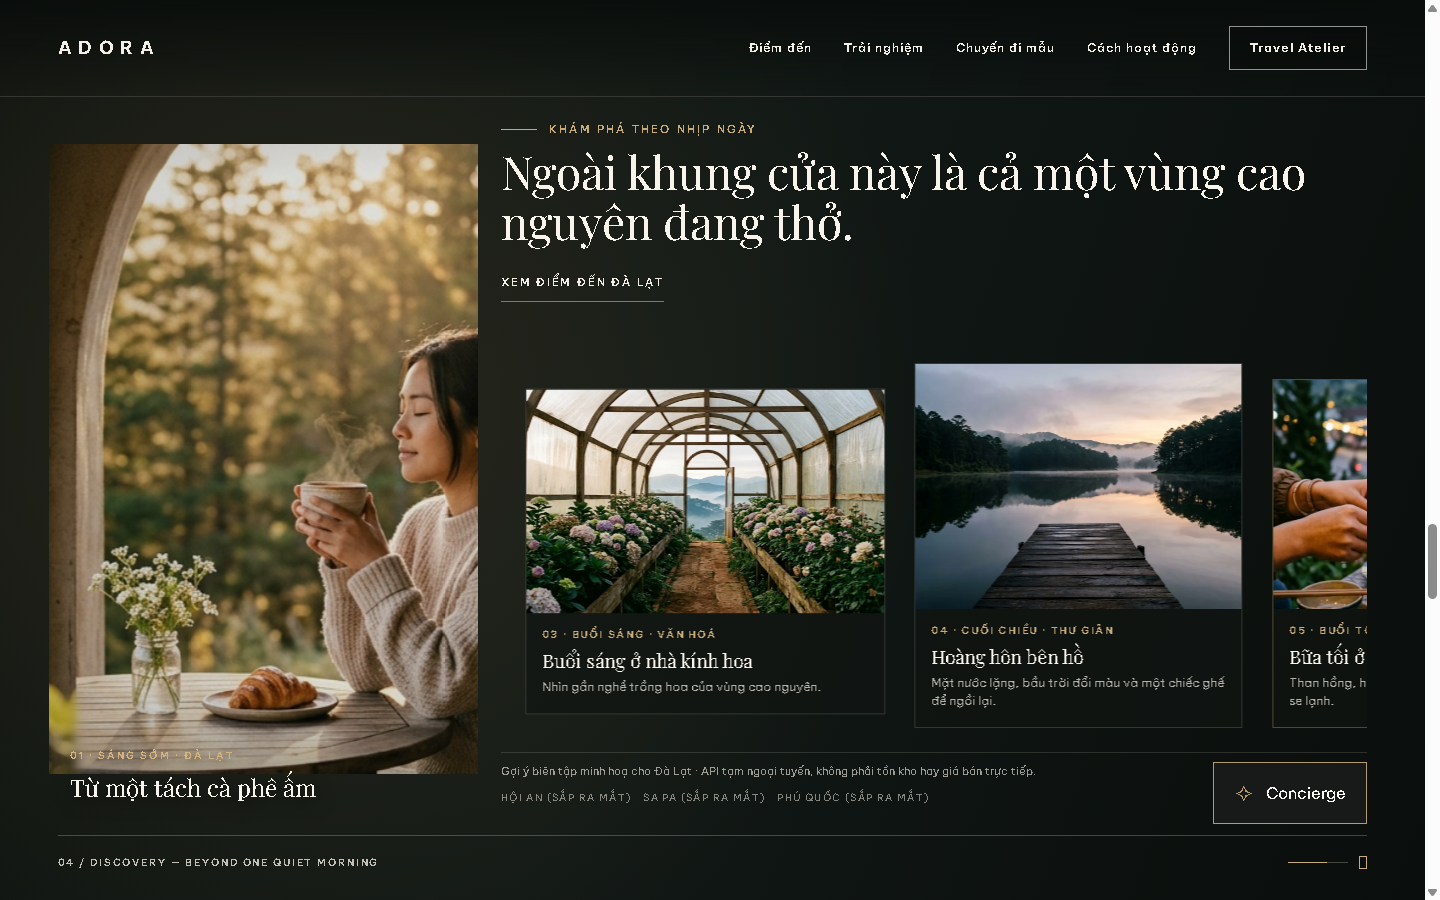 ADORA
Điểm đến
Trải nghiệm
Chuyến đi mẫu
Cách hoạt động
Travel Atelier
KHÁM PHÁ THEO NHỊP NGÀY
Ngoài khung cửa này là cả một vùng cao
nguyên đang thở.
XEM ĐIỂM ĐẾN ĐÀ LẠT
01 · SÁNG SỚM · ĐÀ LẠT
Từ một tách cà phê ấm
03 · BUỔI SÁNG · VĂN HOÁ
Buổi sáng ở nhà kính hoa
Nhìn gần nghề trồng hoa của vùng cao nguyên.
04 · CUỐI CHIỀU · THƯ GIÃN
Hoàng hôn bên hồ
Mặt nước lặng, bầu trời đổi màu và một chiếc ghế
để ngồi lại.
05 · BUỔI
Bữa tối ở
Than hồng,
se lạnh.
Gợi ý biên tập minh hoạ cho Đà Lạt · API tạm ngoại tuyến, không phải tồn kho hay giá bán trực tiếp.
HỘI AN (SẮP RA MẮT) SA PA (SẮP RA MẮT) PHÚ QUỐC (SẮP RA MẮT)
Concierge
04 / DISCOVERY — BEYOND ONE QUIET MORNING